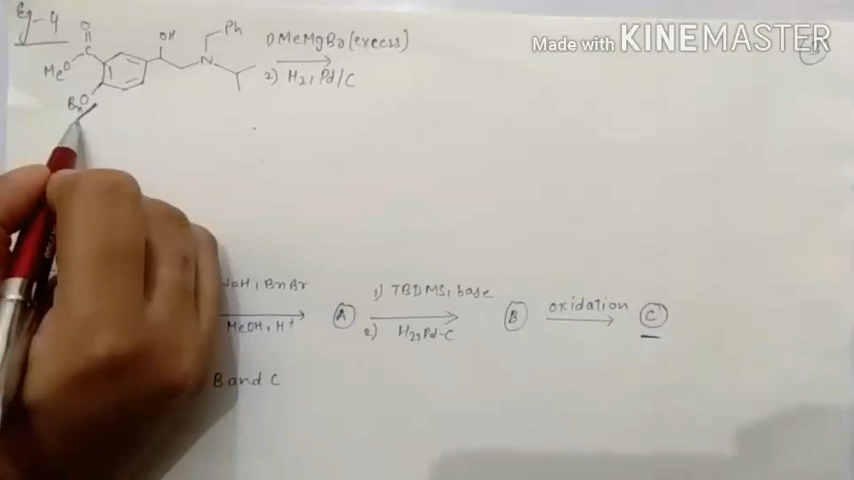 Eg-4
O
C
MeO
BnO
OH
N
Ph
1) MeMgBr (excess)
2) H2, Pd/C
Made with KINEMASTER
NaH, BnBr
MeOH, H+
A
1) TBDMS, base
2) H2, Pd-C
B
oxidation
C
B and C